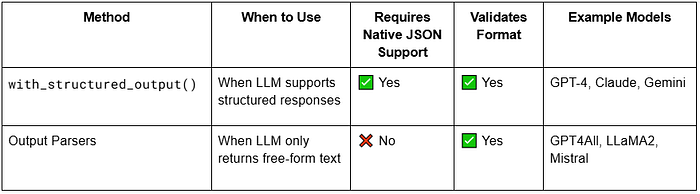 Method
When to Use
Requires
Native JSON
Support
Validates
Format
Example Models
with_structured_output()
When LLM supports
structured responses
✅ Yes
✅ Yes
GPT-4, Claude, Gemini
Output Parsers
When LLM only
returns free-form text
❌ No
✅ Yes
GPT4All, LLaMA2,
Mistral